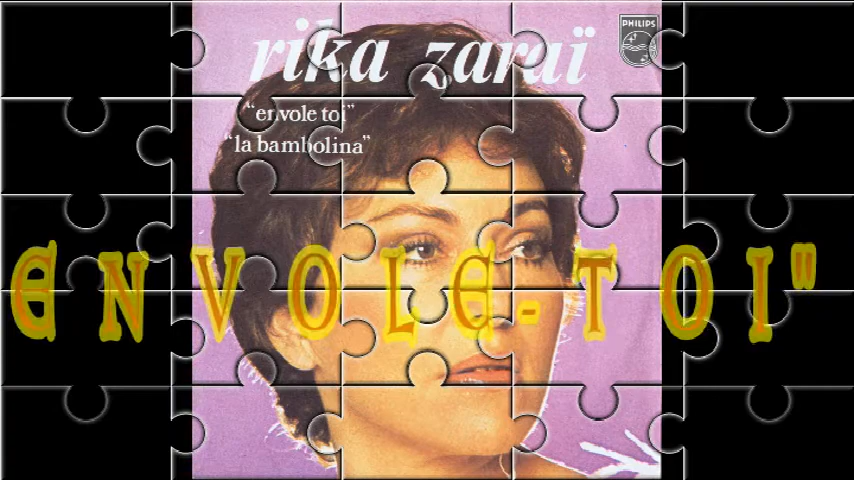 rika zaraï
PHILIPS
"envole toi"
"la bambolina"
ENVOLE-TOI"